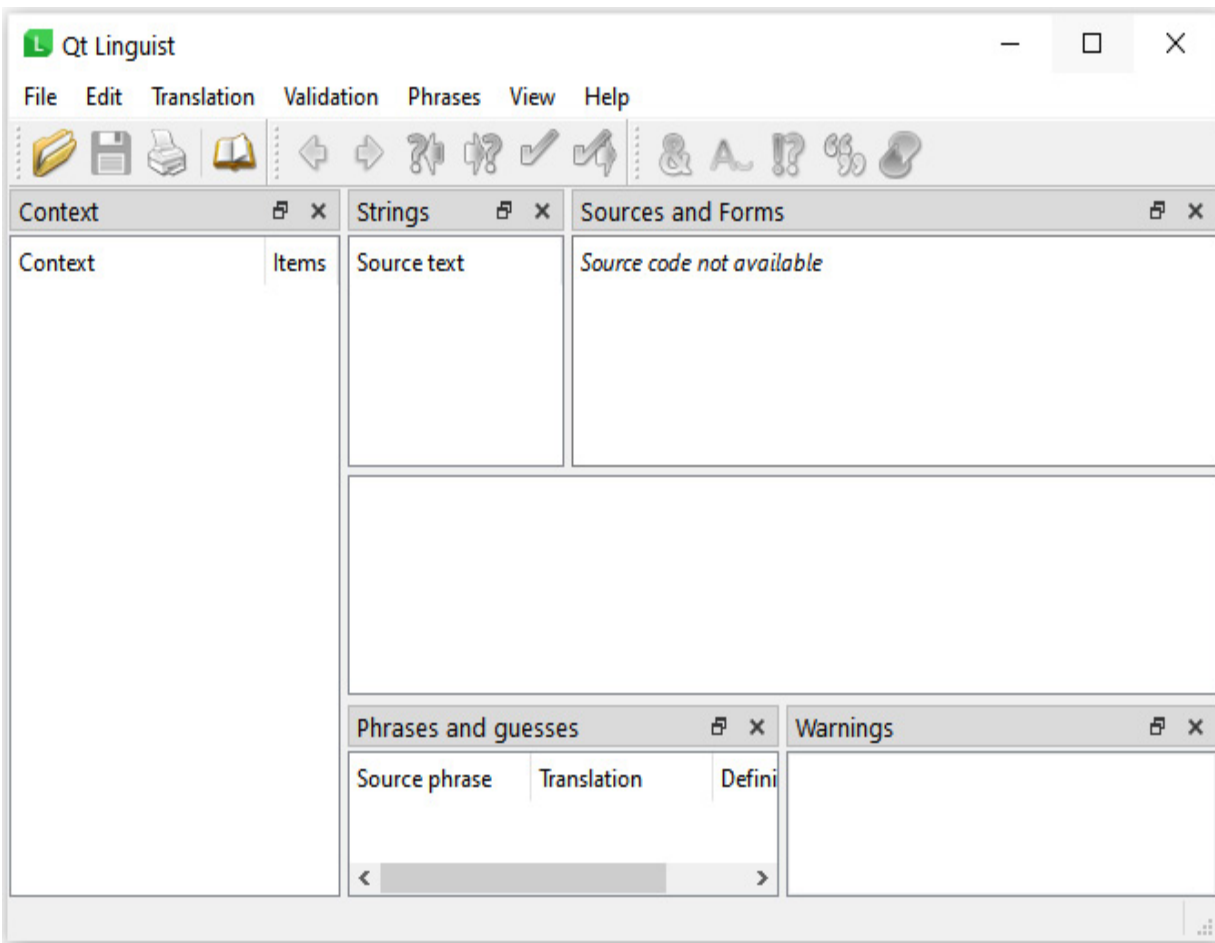 Qt Linguist
File Edit Translation Validation Phrases View Help
Context
Strings
Sources and Forms
Context Items
Source text
Source code not available
Phrases and guesses
Warnings
Source phrase Translation Defini